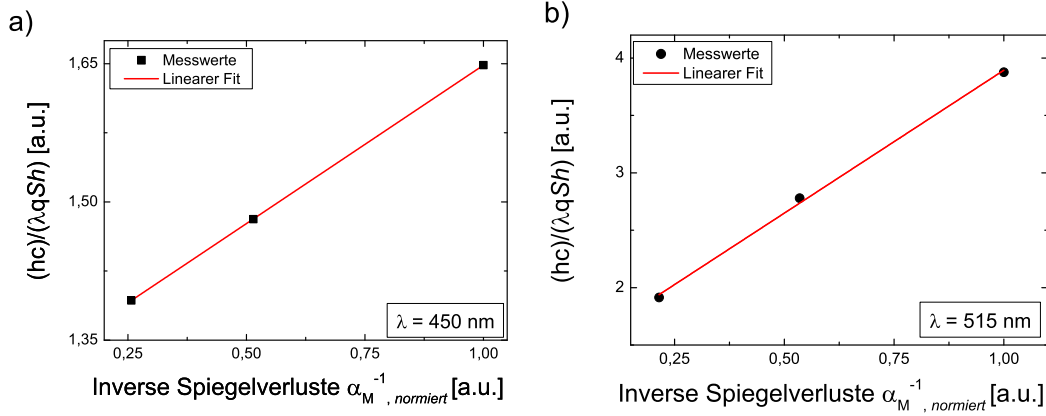 a)
1,65
1,50
1,35
(hc)/(λqSh) [a.u.]
Messwerte
Linearer Fit
λ = 450 nm
0,25 0,50 0,75 1,00
Inverse Spiegelverluste α_M^-1, normiert [a.u.]
b)
4
3
2
(hc)/(λqSh) [a.u.]
Messwerte
Linearer Fit
λ = 515 nm
0,25 0,50 0,75 1,00
Inverse Spiegelverluste α_M^-1, normiert [a.u.]